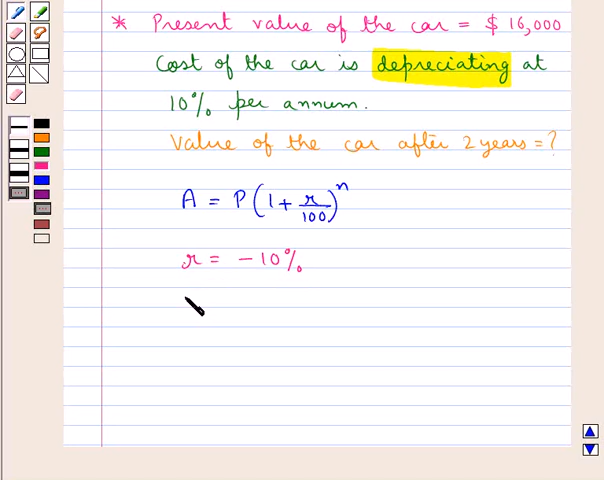 * Present value of the car = $ 16,000
Cost of the car is depreciating at
10% per annum.
Value of the car after 2 years = ?
A = P(1 + r/100)^n
r = -10%